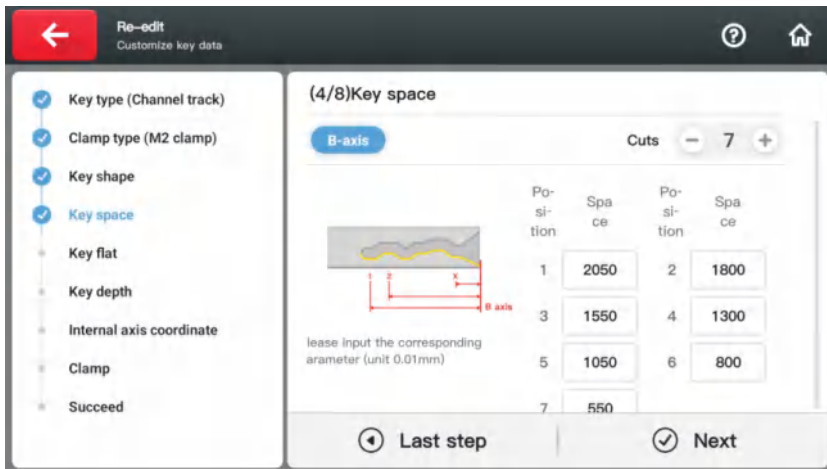 Re-edit
Customize key data
Key type (Channel track)
Clamp type (M2 clamp)
Key shape
Key space
Key flat
Key depth
Internal axis coordinate
Clamp
Succeed
(4/8)Key space
B-axis
Cuts - 7 +
1 2 X
B axis
lease input the corresponding
arameter (unit 0.01mm)
Po-
si-
tion
Spa
ce
Po-
si-
tion
Spa
ce
1 2050 2 1800
3 1550 4 1300
5 1050 6 800
7 550
Last step
Next